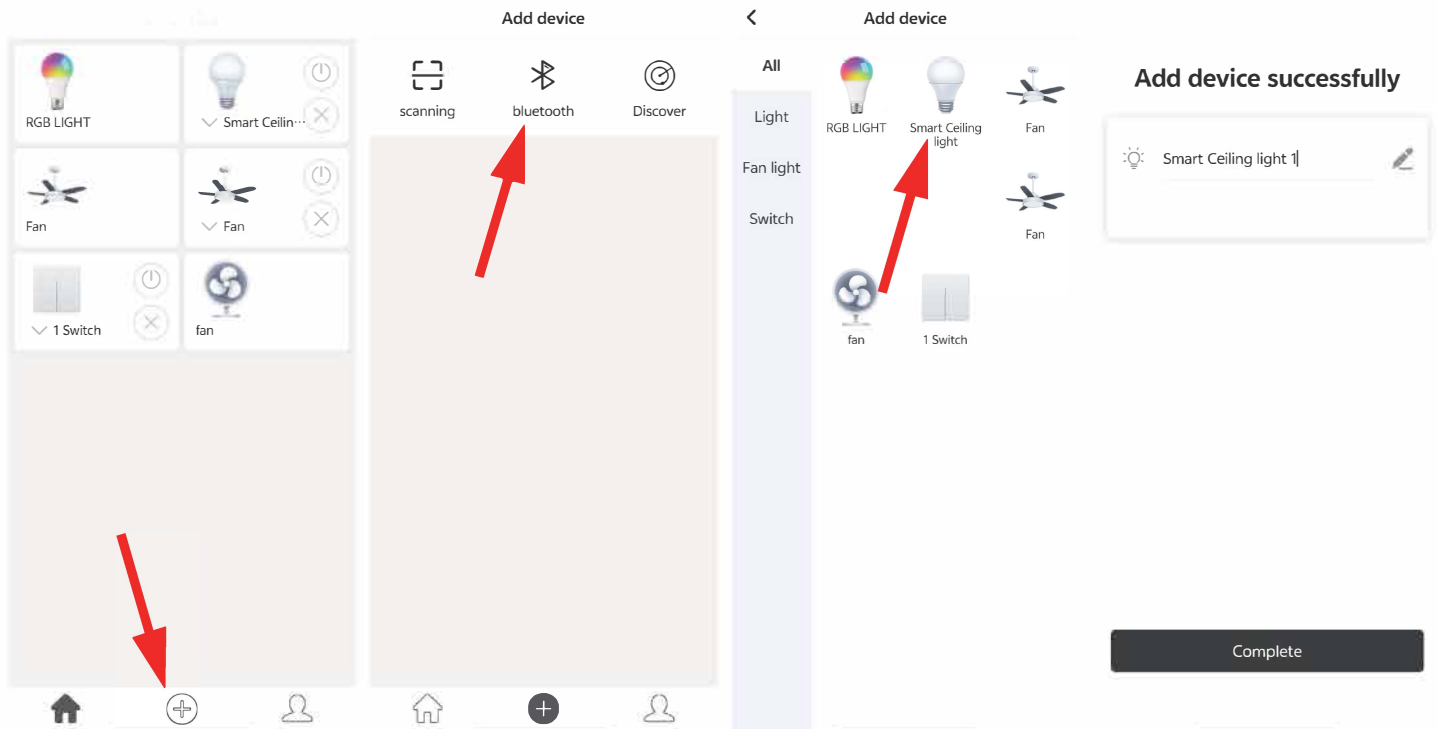 RGB LIGHT
Smart Ceilin...
Fan
Fan
1 Switch
fan
Add device
scanning
bluetooth
Discover
Add device
All
Light
Fan light
Switch
RGB LIGHT
Smart Ceiling
light
Fan
Fan
fan
1 Switch
Add device successfully
Smart Ceiling light 1
Complete